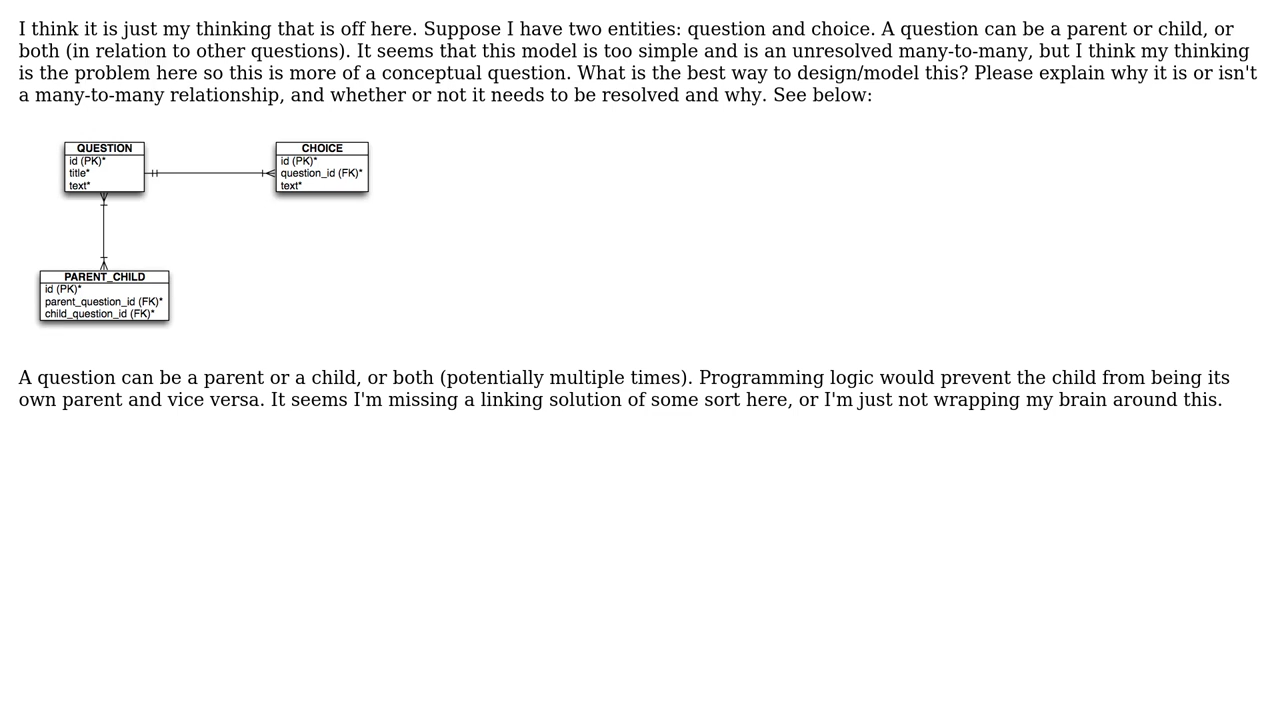 I think it is just my thinking that is off here. Suppose I have two entities: question and choice. A question can be a parent or child, or
both (in relation to other questions). It seems that this model is too simple and is an unresolved many-to-many, but I think my thinking
is the problem here so this is more of a conceptual question. What is the best way to design/model this? Please explain why it is or isn't
a many-to-many relationship, and whether or not it needs to be resolved and why. See below:
QUESTION
id (PK)*
title*
text*
CHOICE
id (PK)*
question_id (FK)*
text*
PARENT_CHILD
id (PK)*
parent_question_id (FK)*
child_question_id (FK)*
A question can be a parent or a child, or both (potentially multiple times). Programming logic would prevent the child from being its
own parent and vice versa. It seems I'm missing a linking solution of some sort here, or I'm just not wrapping my brain around this.